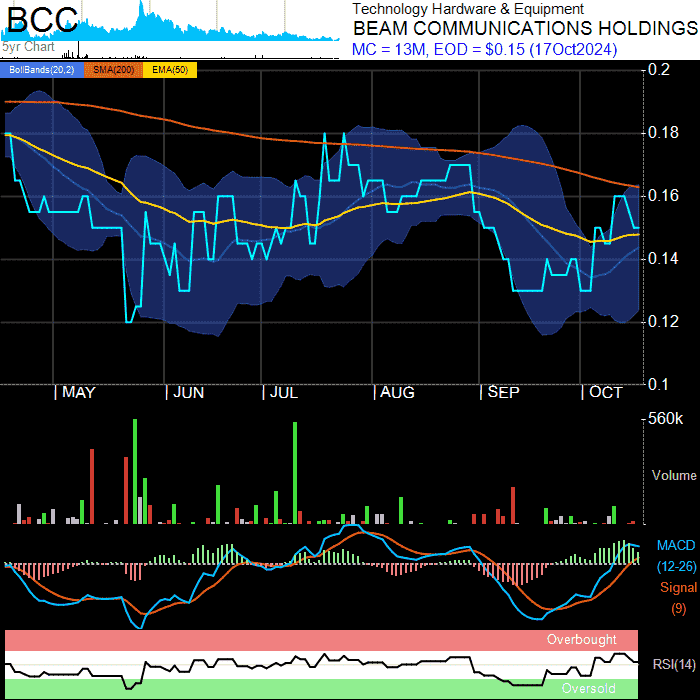 BCC
5yr Chart
Technology Hardware & Equipment
BEAM COMMUNICATIONS HOLDINGS
MC = 13M, EOD = $0.15 (17Oct2024)
BollBands(20,2) SMA(200) EMA(50)
0.2
0.18
0.16
0.14
0.12
0.1
MAY JUN JUL AUG SEP OCT
560k
Volume
MACD
(12-26)
Signal
(9)
Overbought
RSI(14)
Oversold